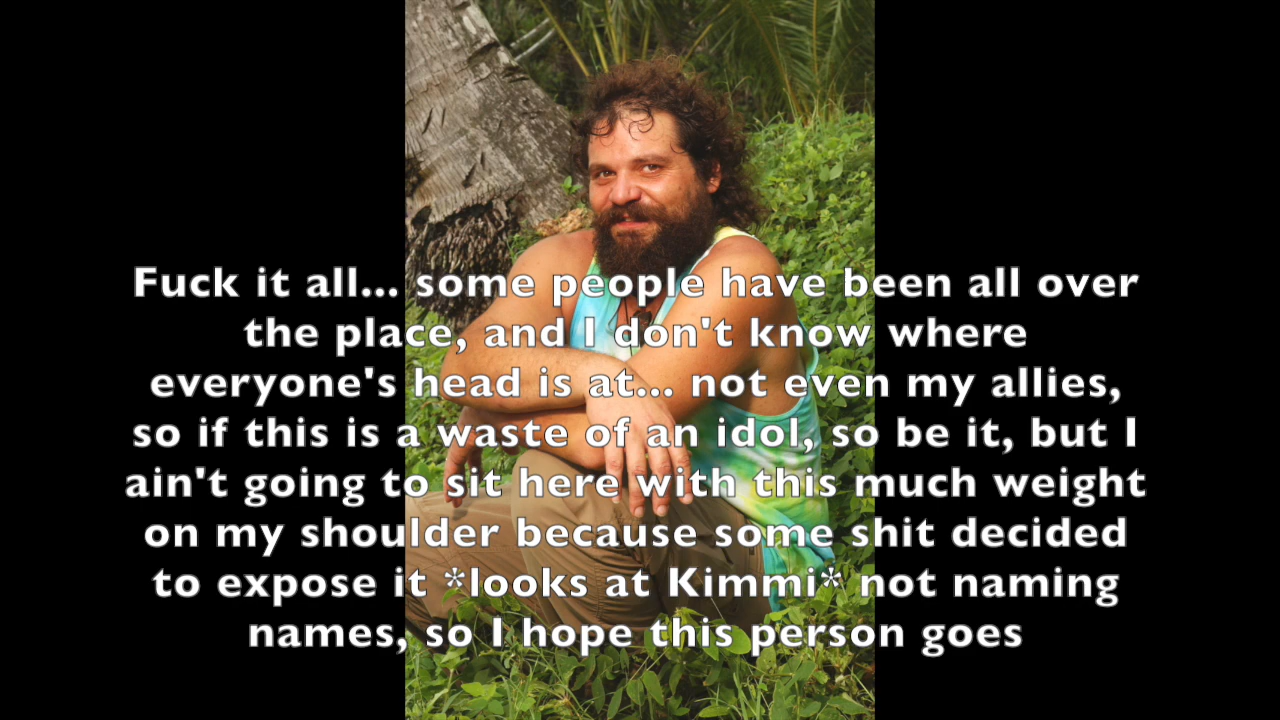 Fuck it all... some people have been all over
the place, and I don't know where
everyone's head is at... not even my allies,
so if this is a waste of an idol, so be it, but I
ain't going to sit here with this much weight
on my shoulder because some shit decided
to expose it *looks at Kimmi* not naming
names, so I hope this person goes